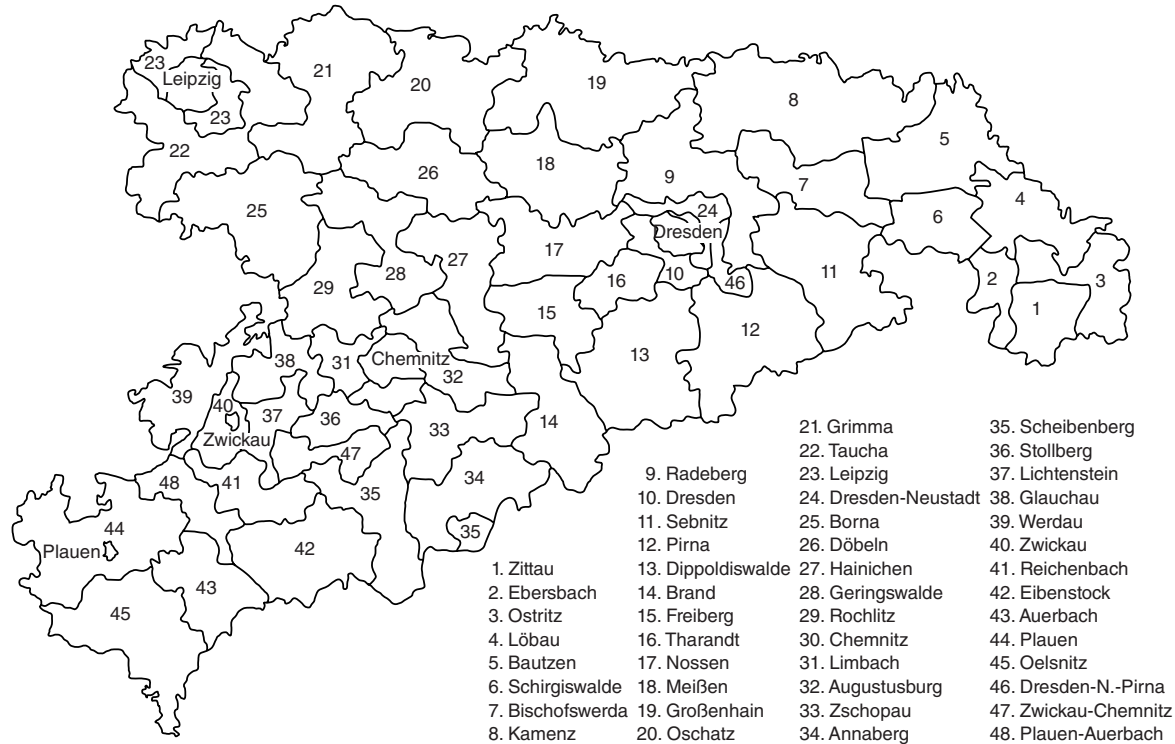 23
Leipzig
23
21
20
19
8
22
26
18
9
7
5
25
24
6
4
Dresden
17
27
28
29
16
10
46
11
2
3
1
15
12
13
38
31
Chemnitz
32
39
40
37
36
Zwickau
33
14
47
48
41
35
34
44
Plauen
35
42
43
45
1. Zittau
2. Ebersbach
3. Ostritz
4. Löbau
5. Bautzen
6. Schirgiswalde
7. Bischofswerda
8. Kamenz
9. Radeberg
10. Dresden
11. Sebnitz
12. Pirna
13. Dippoldiswalde
14. Brand
15. Freiberg
16. Tharandt
17. Nossen
18. Meißen
19. Großenhain
20. Oschatz
21. Grimma
22. Taucha
23. Leipzig
24. Dresden-Neustadt
25. Borna
26. Döbeln
27. Hainichen
28. Geringswalde
29. Rochlitz
30. Chemnitz
31. Limbach
32. Augustusburg
33. Zschopau
34. Annaberg
35. Scheibenberg
36. Stollberg
37. Lichtenstein
38. Glauchau
39. Werdau
40. Zwickau
41. Reichenbach
42. Eibenstock
43. Auerbach
44. Plauen
45. Oelsnitz
46. Dresden-N.-Pirna
47. Zwickau-Chemnitz
48. Plauen-Auerbach